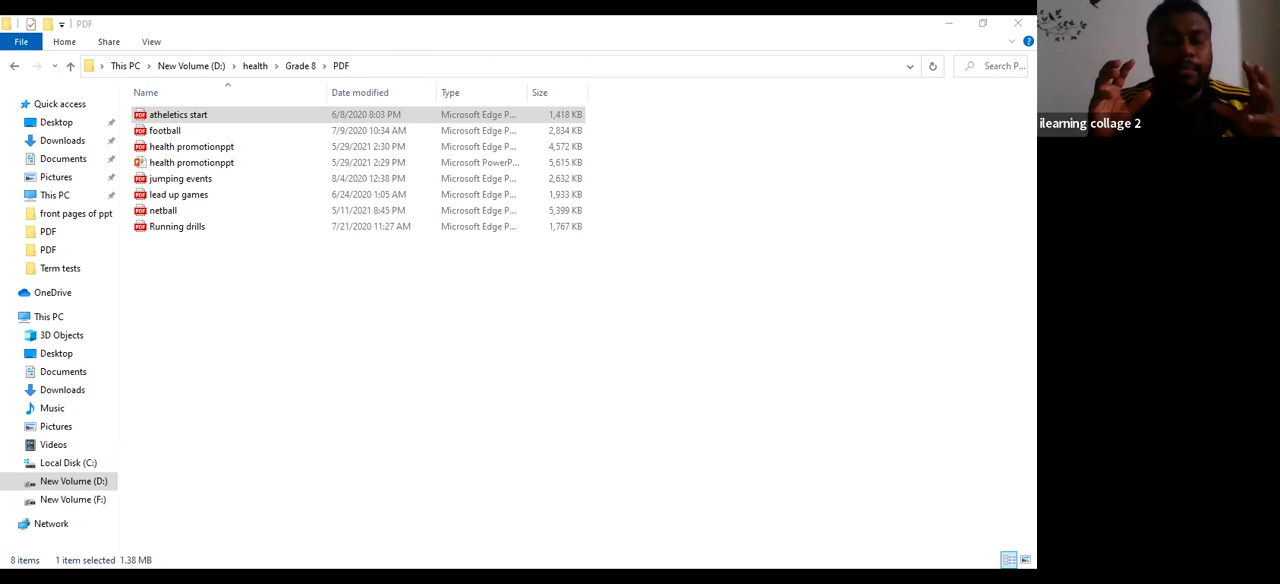 PDF
File Home Share View
This PC › New Volume (D:) › health › Grade 8 › PDF
Search P...
Name Date modified Type Size
Quick access
Desktop
Downloads
Documents
Pictures
This PC
front pages of ppt
PDF
PDF
Term tests
OneDrive
This PC
3D Objects
Desktop
Documents
Downloads
Music
Pictures
Videos
Local Disk (C:)
New Volume (D:)
New Volume (F:)
Network
atheletics start 6/8/2020 8:03 PM Microsoft Edge P... 1,418 KB
football 7/9/2020 10:34 AM Microsoft Edge P... 2,834 KB
health promotionppt 5/29/2021 2:30 PM Microsoft Edge P... 4,572 KB
health promotionppt 5/29/2021 2:29 PM Microsoft PowerP... 5,615 KB
jumping events 8/4/2020 12:38 PM Microsoft Edge P... 2,632 KB
lead up games 6/24/2020 1:05 AM Microsoft Edge P... 1,933 KB
netball 5/11/2021 8:45 PM Microsoft Edge P... 5,399 KB
Running drills 7/21/2020 11:27 AM Microsoft Edge P... 1,767 KB
8 items 1 item selected 1.38 MB
ilearning collage 2